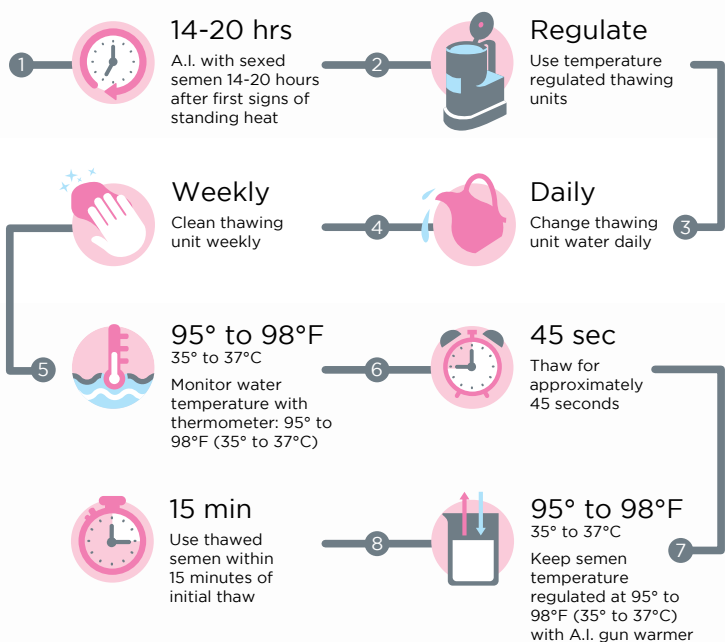 1
14-20 hrs
A.I. with sexed
semen 14-20 hours
after first signs of
standing heat
2
Regulate
Use temperature
regulated thawing
units
3
Daily
Change thawing
unit water daily
4
Weekly
Clean thawing
unit weekly
5
95° to 98°F
35° to 37°C
Monitor water
temperature with
thermometer: 95° to
98°F (35° to 37°C)
6
45 sec
Thaw for
approximately
45 seconds
7
95° to 98°F
35° to 37°C
Keep semen
temperature
regulated at 95° to
98°F (35° to 37°C)
with A.I. gun warmer
8
15 min
Use thawed
semen within
15 minutes of
initial thaw